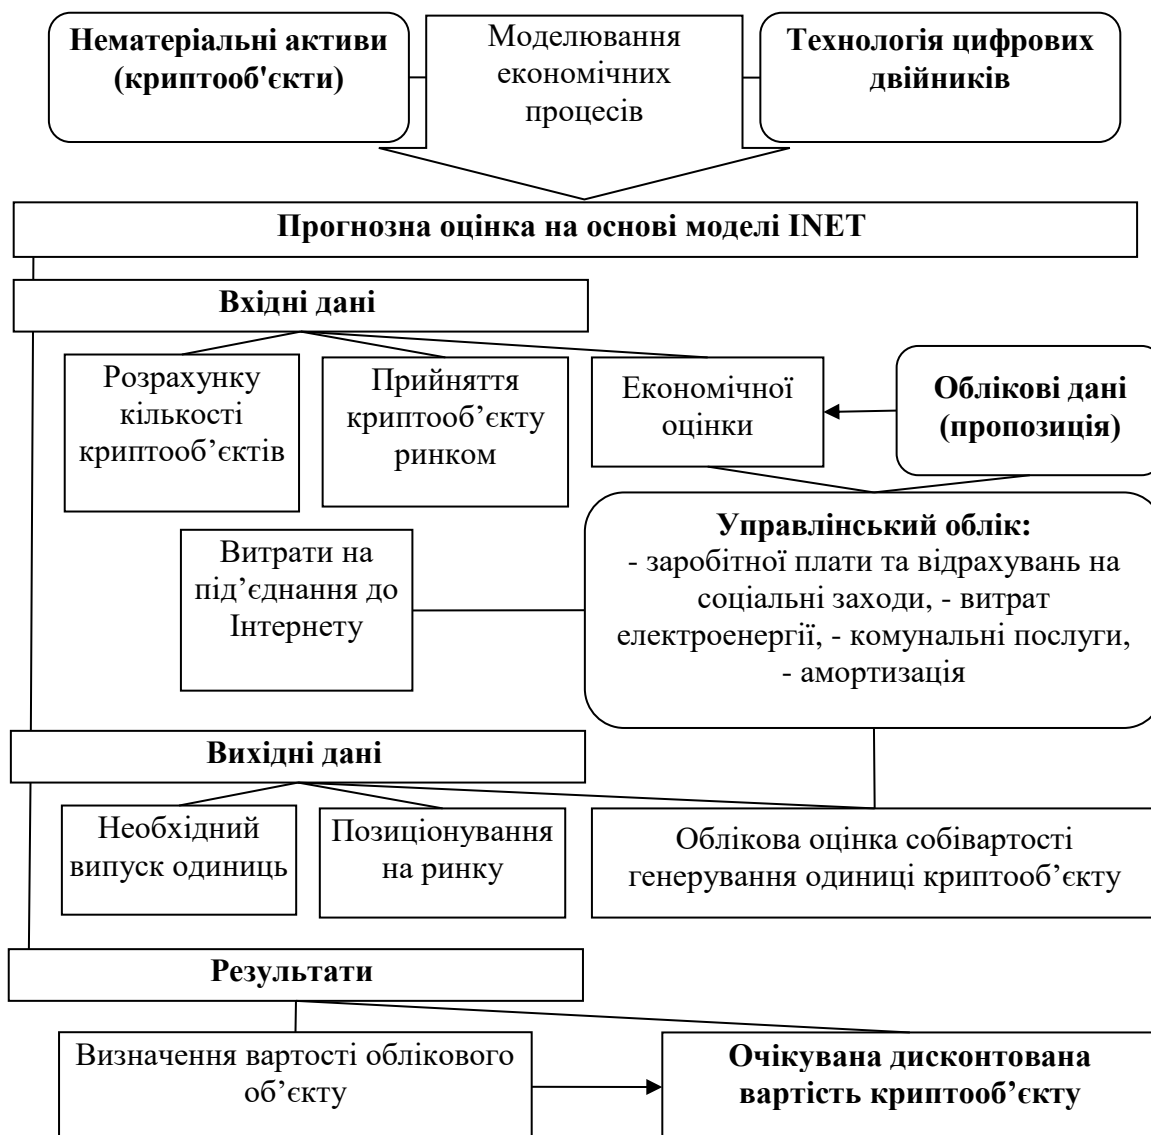 Нематеріальні активи
(криптооб'єкти)
Моделювання
економічних
процесів
Технологія цифрових
двійників
Прогнозна оцінка на основі моделі INET
Вхідні дані
Розрахунку
кількості
криптооб’єктів
Прийняття
криптооб’єкту
ринком
Економічної
оцінки
Облікові дані
(пропозиція)
Витрати на
під’єднання до
Інтернету
Управлінський облік:
- заробітної плати та відрахувань на
соціальні заходи, - витрат
електроенергії, - комунальні послуги,
- амортизація
Вихідні дані
Необхідний
випуск одиниць
Позиціонування
на ринку
Облікова оцінка собівартості
генерування одиниці криптооб’єкту
Результати
Визначення вартості облікового
об’єкту
Очікувана дисконтована
вартість криптооб’єкту